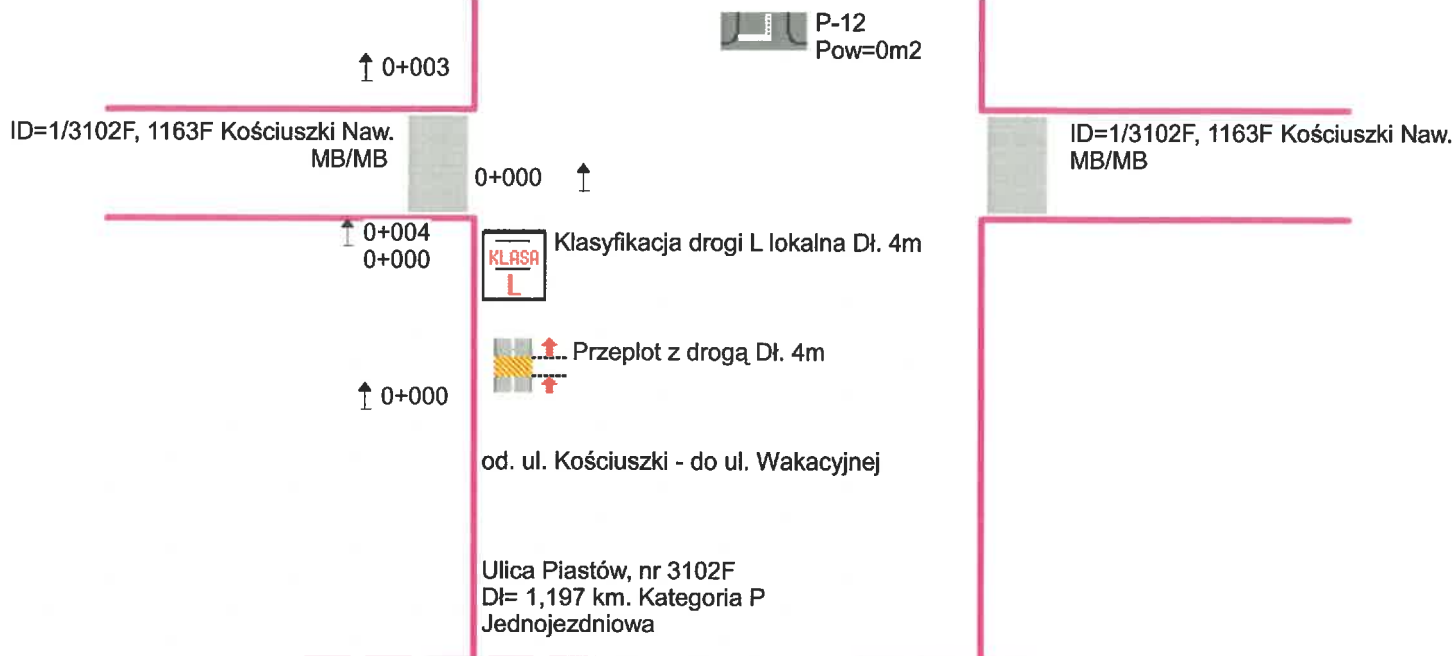 P-12
Pow=0m2
0+003
ID=1/3102F, 1163F Kościuszki Naw.
MB/MB
ID=1/3102F, 1163F Kościuszki Naw.
MB/MB
0+000
0+004
0+000
KLASA
L
Klasyfikacja drogi L lokalna Dł. 4m
Przeplot z drogą Dł. 4m
0+000
od. ul. Kościuszki - do ul. Wakacyjnej
Ulica Piastów, nr 3102F
Dł= 1,197 km. Kategoria P
Jednojezdniowa